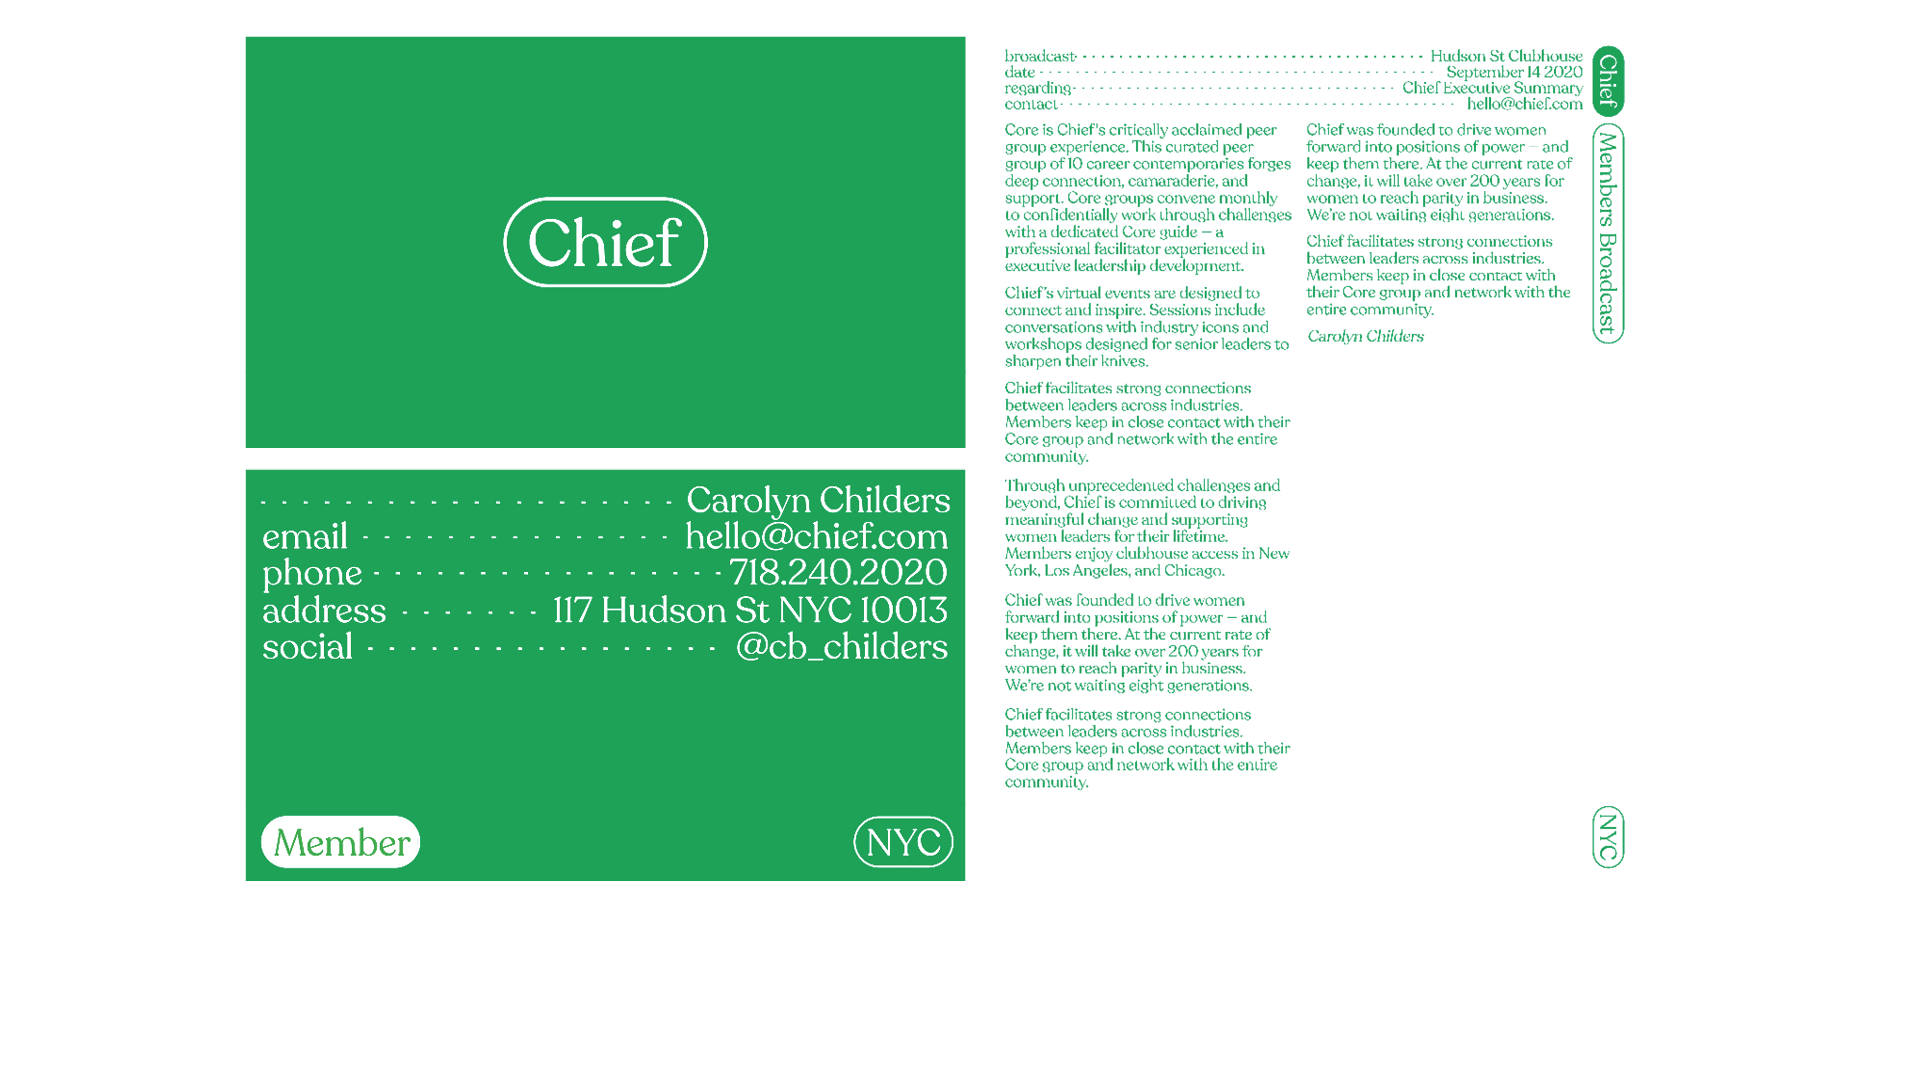 Chief
Carolyn Childers
email hello@chief.com
phone 718.240.2020
address 117 Hudson St NYC 10013
social @cb_childers
Member
NYC
broadcast Hudson St Clubhouse
date September 14 2020
regarding Chief Executive Summary
contact hello@chief.com
Core is Chief's critically acclaimed peer
group experience. This curated peer
group of 10 career contemporaries forges
deep connection, camaraderie, and
support. Core groups convene monthly
to confidentially work through challenges
with a dedicated Core guide – a
professional facilitator experienced in
executive leadership development.
Chief's virtual events are designed to
connect and inspire. Sessions include
conversations with industry icons and
workshops designed for senior leaders to
sharpen their knives.
Chief facilitates strong connections
between leaders across industries.
Members keep in close contact with their
Core group and network with the entire
community.
Through unprecedented challenges and
beyond, Chief is committed to driving
meaningful change and supporting
women leaders for their lifetime.
Members enjoy clubhouse access in New
York, Los Angeles, and Chicago.
Chief was founded to drive women
forward into positions of power – and
keep them there. At the current rate of
change, it will take over 200 years for
women to reach parity in business.
We're not waiting eight generations.
Chief facilitates strong connections
between leaders across industries.
Members keep in close contact with their
Core group and network with the entire
community.
Chief was founded to drive women
forward into positions of power – and
keep them there. At the current rate of
change, it will take over 200 years for
women to reach parity in business.
We're not waiting eight generations.
Chief facilitates strong connections
between leaders across industries.
Members keep in close contact with
their Core group and network with the
entire community.
Carolyn Childers
Chief
Members Broadcast
NYC